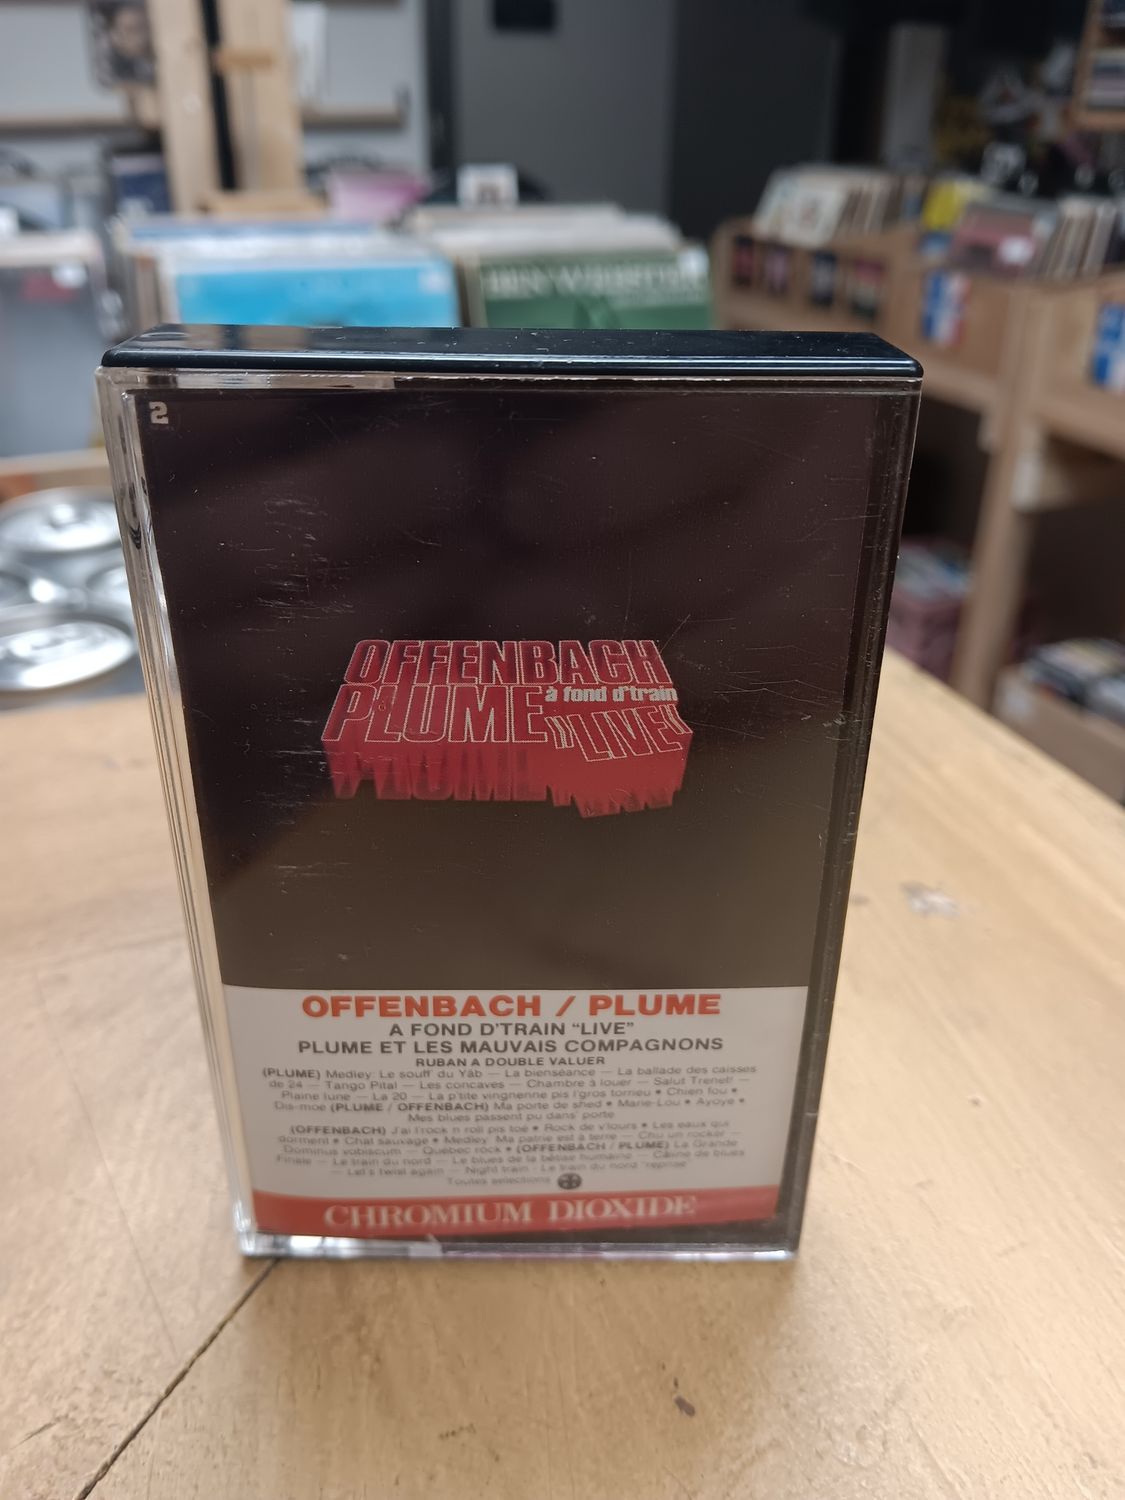 2
OFFENBACH
PLUME à fond d'train
"LIVE"
OFFENBACH / PLUME
A FOND D'TRAIN "LIVE"
PLUME ET LES MAUVAIS COMPAGNONS
RUBAN A DOUBLE VALUER
(PLUME) Medley: Le souff' du Yâb — La bienséance — La ballade des caisses
de 24 — Tango Pital — Les concaves — Chambre à louer — Salut Trenet! —
Plaine lune — La 20 — La p'tite vingnenne pis l'gros torrieu • Chien fou •
Dis-moe (PLUME / OFFENBACH) Ma porte de shed • Marie-Lou • Ayoye •
Mes blues passent pu dans' porte
(OFFENBACH) J'ai l'rock n roll pis toé • Rock de v'lours • Les eaux qui
dorment • Chat sauvage • Medley: Ma patrie est à terre — Chu un rocker —
Dominus vobiscum — Québec rock • (OFFENBACH / PLUME) La Grande
Finale — Le train du nord — Le blues de la bêtise humaine — Câline de blues
— Let's twist again — Night train - Le train du nord "reprise"
Toutes sélections
CHROMIUM DIOXIDE
BEN WEBSTER